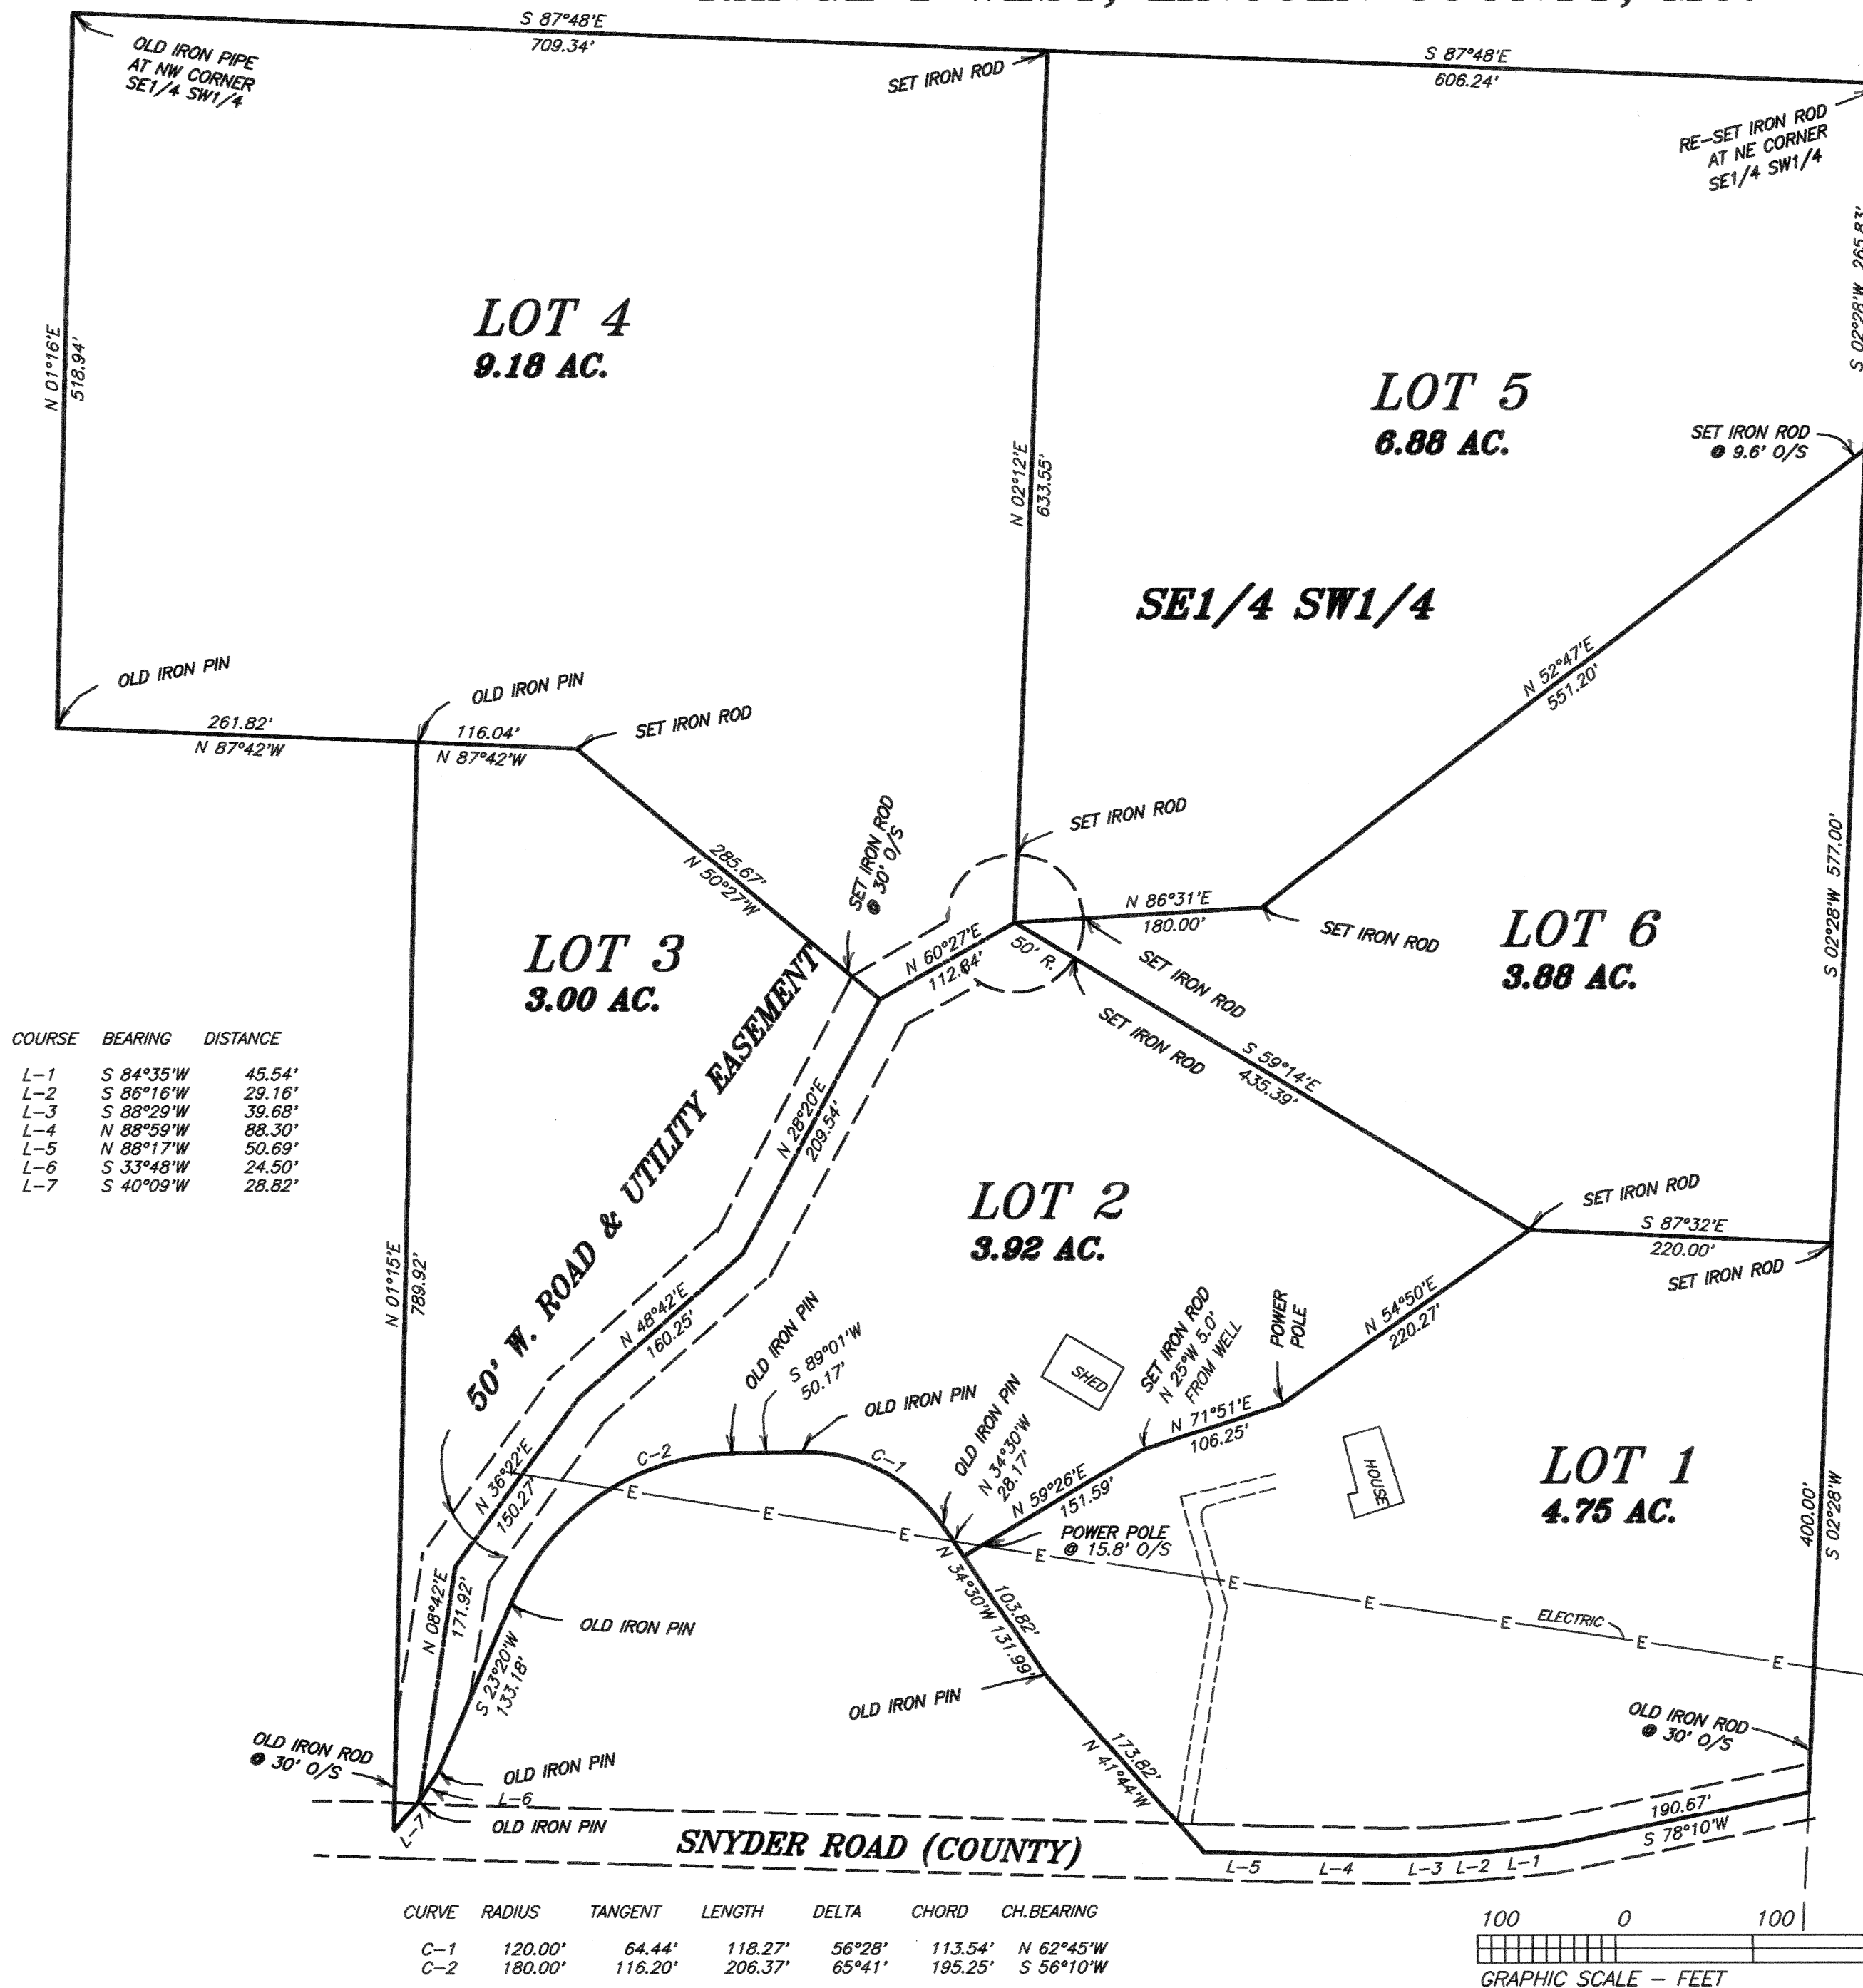 S 87°48'E
709.34'
S 87°48'E
606.24'
OLD IRON PIPE
AT NW CORNER
SE1/4 SW1/4
SET IRON ROD
RE-SET IRON ROD
AT NE CORNER
SE1/4 SW1/4
S 02°28'W 265.83'
N 01°16'E
518.94'
LOT 4
9.18 AC.
LOT 5
6.88 AC.
SET IRON ROD
@ 9.6' O/S
N 02°12'E
633.55'
SE1/4 SW1/4
N 52°47'E
551.20'
OLD IRON PIN
OLD IRON PIN
SET IRON ROD
261.82'
N 87°42'W
116.04'
N 87°42'W
285.67'
N 50°27'W
SET IRON ROD
@ 30' O/S
SET IRON ROD
N 86°31'E
180.00'
SET IRON ROD
S 02°28'W 577.00'
N 60°27'E
112.84'
50' R.
SET IRON ROD
SET IRON ROD
LOT 3
3.00 AC.
LOT 6
3.88 AC.
S 59°14'E
435.39'
COURSE BEARING DISTANCE
L-1 S 84°35'W 45.54'
L-2 S 86°16'W 29.16'
L-3 S 88°29'W 39.68'
L-4 N 88°59'W 88.30'
L-5 N 88°17'W 50.69'
L-6 S 33°48'W 24.50'
L-7 S 40°09'W 28.82'
50' W. ROAD & UTILITY EASEMENT
N 28°20'E
209.54'
LOT 2
3.92 AC.
SET IRON ROD
S 87°32'E
220.00'
SET IRON ROD
N 01°15'E
789.92'
N 48°42'E
160.25'
OLD IRON PIN
S 89°01'W
50.17'
OLD IRON PIN
OLD IRON PIN
N 34°30'W
28.17'
SHED
SET IRON ROD
N 25°W 5.0'
FROM WELL
POWER
POLE
N 54°50'E
220.27'
N 71°51'E
106.25'
C-2
C-1
N 59°26'E
151.59'
HOUSE
LOT 1
4.75 AC.
400.00'
S 02°28'W
N 36°22'E
150.27'
E
E
E
POWER POLE
@ 15.8' O/S
E
E
E
E
ELECTRIC
E
E
N 08°42'E
171.92'
S 23°20'W
133.18'
OLD IRON PIN
103.82'
N 34°30'W 131.99'
OLD IRON PIN
OLD IRON ROD
@ 30' O/S
OLD IRON ROD
@ 30' O/S
OLD IRON PIN
L-6
OLD IRON PIN
L-7
173.82'
N 41°44'W
190.67'
S 78°10'W
SNYDER ROAD (COUNTY)
L-5 L-4 L-3 L-2 L-1
CURVE RADIUS TANGENT LENGTH DELTA CHORD CH.BEARING
C-1 120.00' 64.44' 118.27' 56°28' 113.54' N 62°45'W
C-2 180.00' 116.20' 206.37' 65°41' 195.25' S 56°10'W
100 0 100
GRAPHIC SCALE - FEET